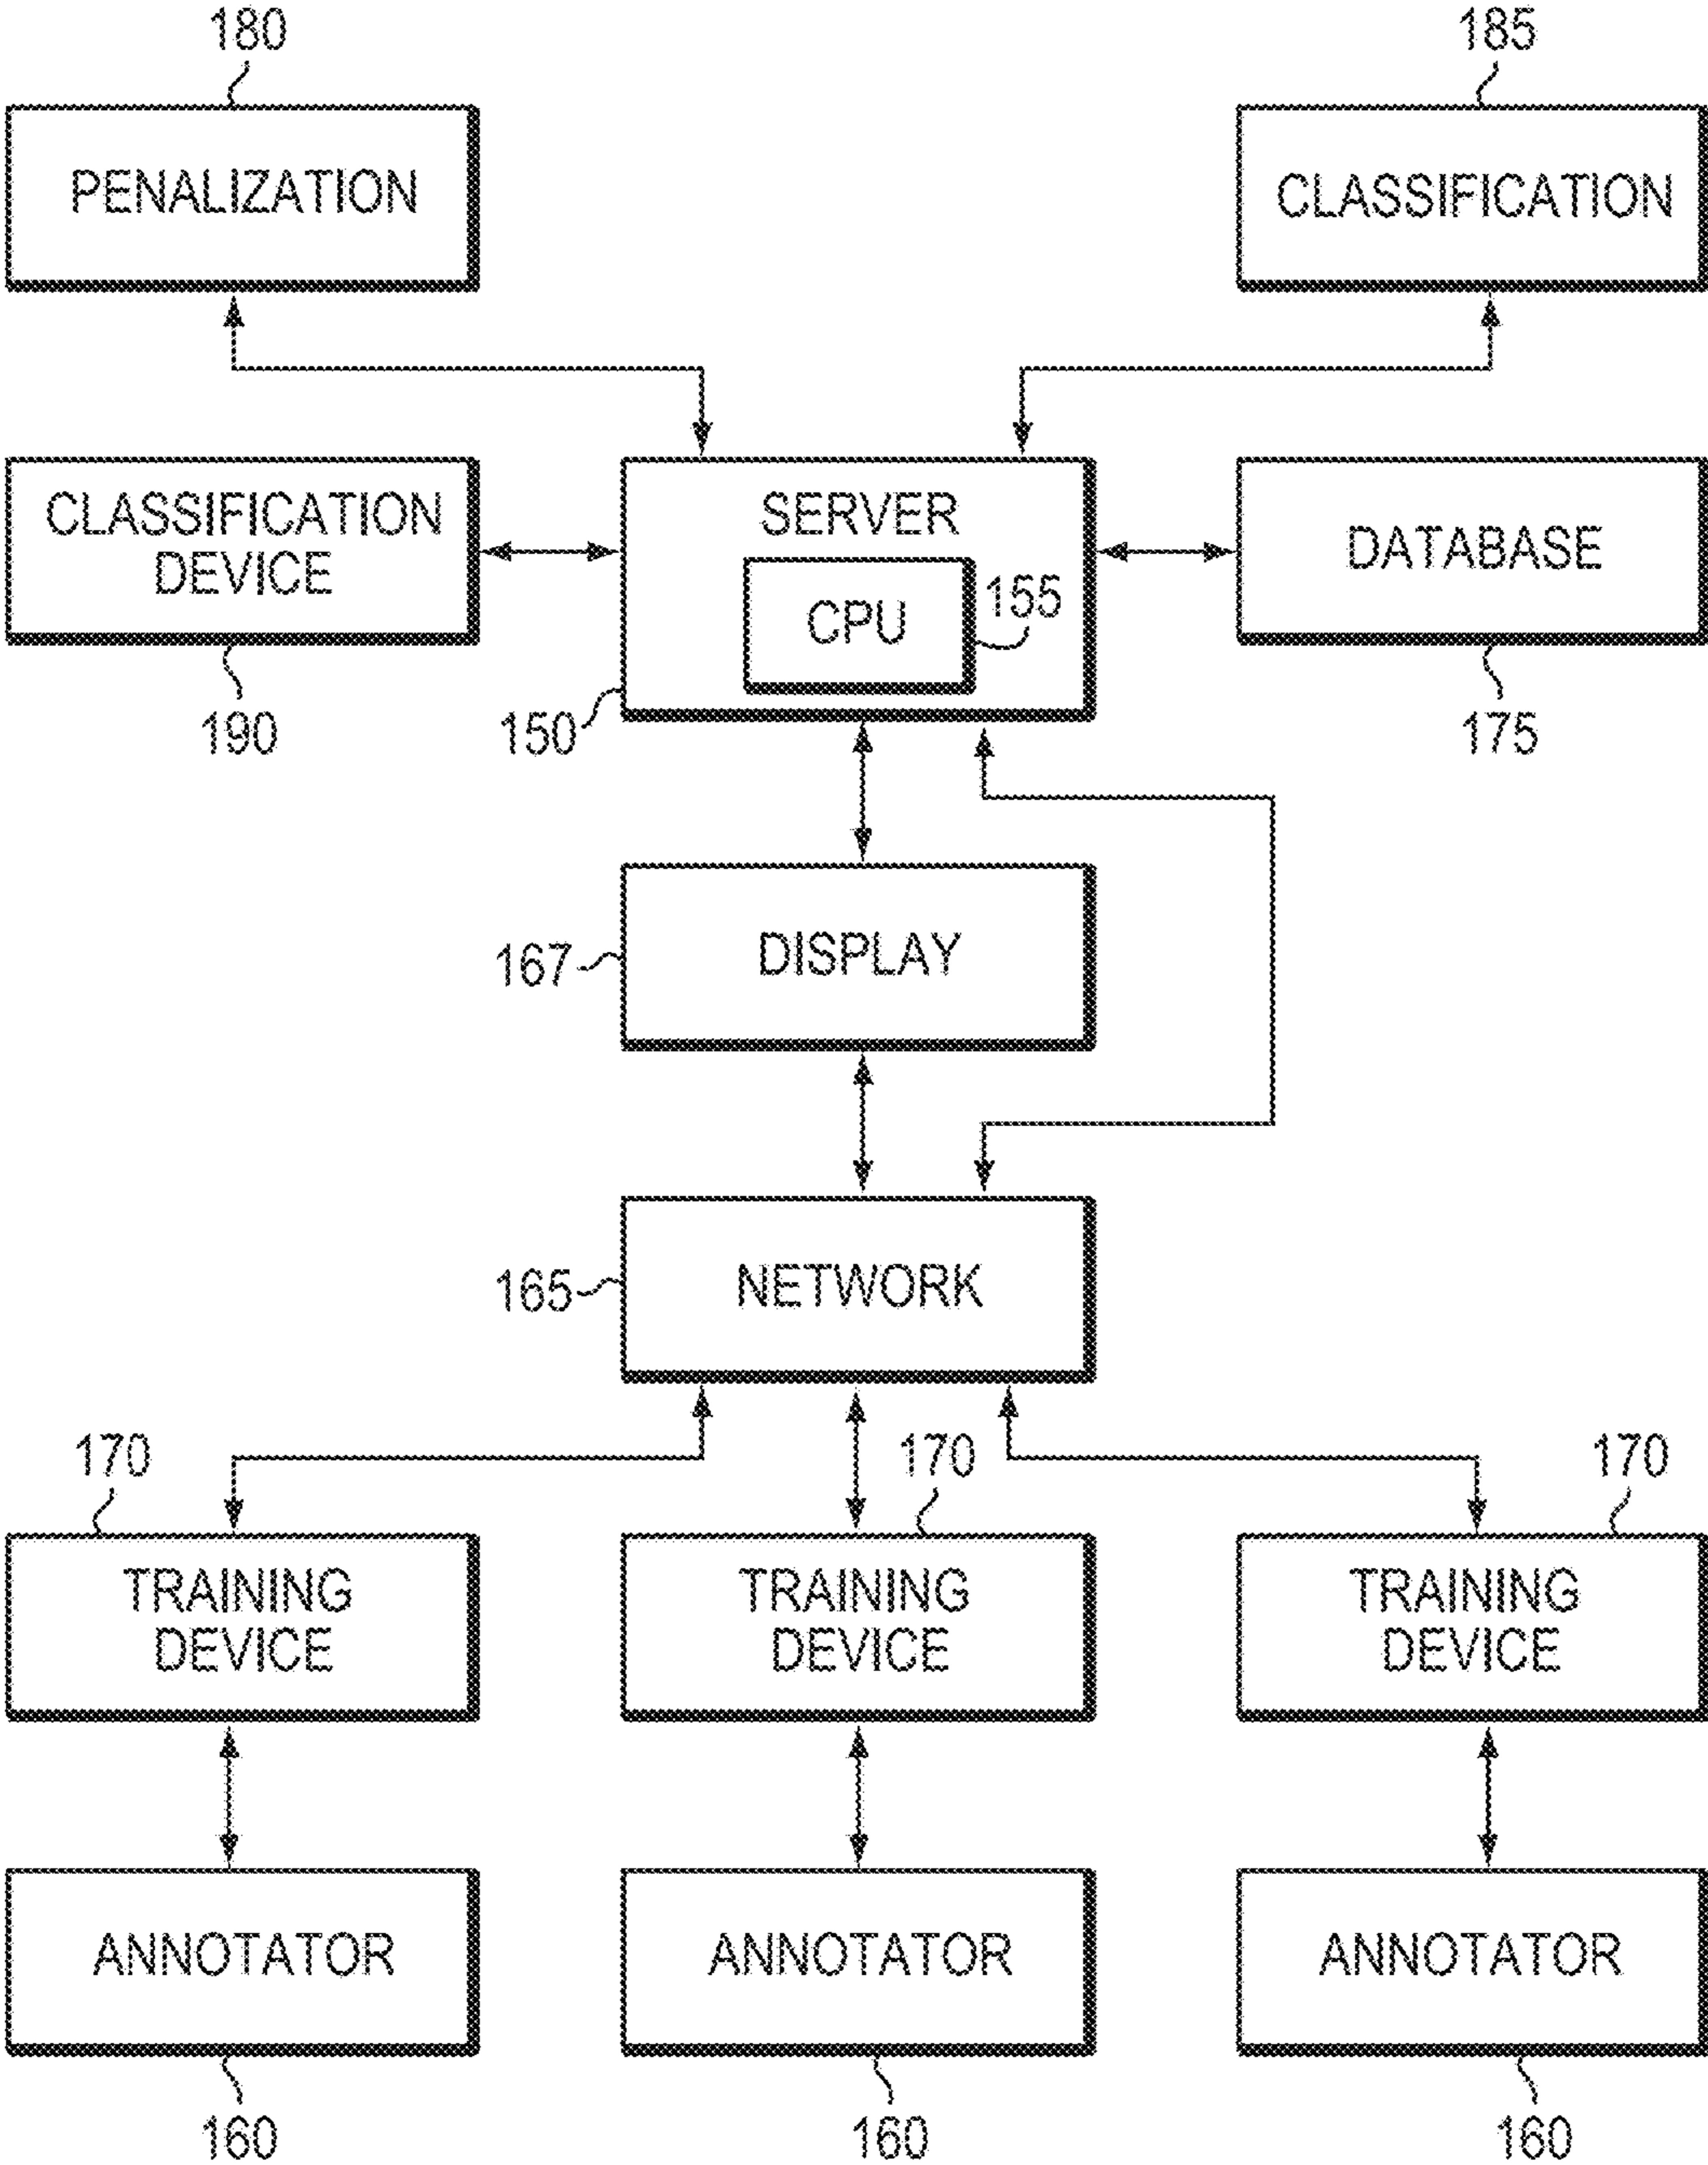 180
185
PENALIZATION
CLASSIFICATION
CLASSIFICATION
DEVICE
SERVER
CPU
155
DATABASE
190
150
175
167
DISPLAY
165
NETWORK
170
170
170
TRAINING
DEVICE
TRAINING
DEVICE
TRAINING
DEVICE
ANNOTATOR
ANNOTATOR
ANNOTATOR
160
160
160